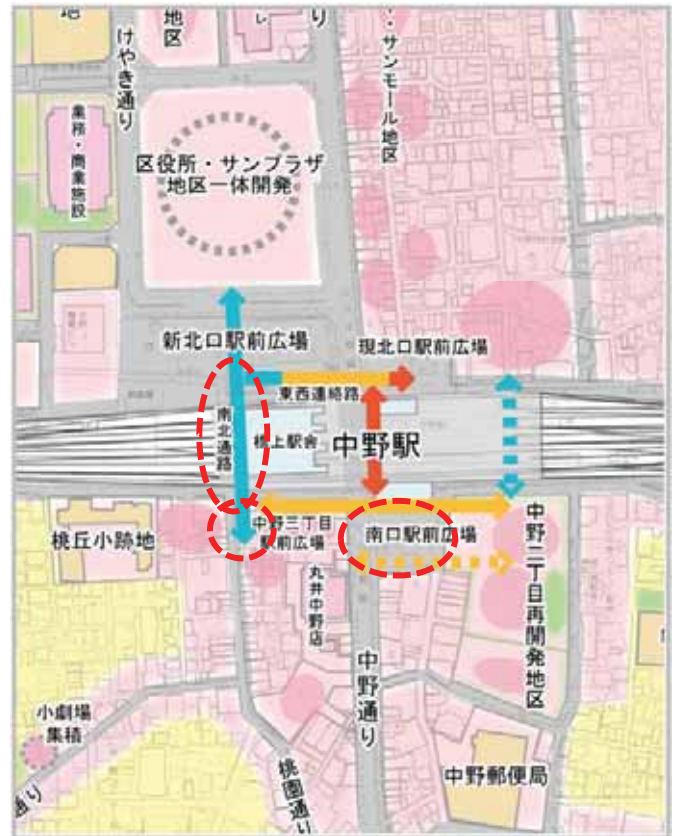 地
地区
レ
けやき通り
り
・サンモール地区
業務・商業施設
区役所・サンプラザ
地区一体開発
新北口駅前広場
現北口駅前広場
東西連絡路
南北通路
橋上駅舎
中野駅
桃丘小跡地
中野三丁目
駅前広場
南口駅前広場
中野二丁目再開発地区
丸井中野店
中野通り
小劇場
集積
通り
桃園通り
中野郵便局